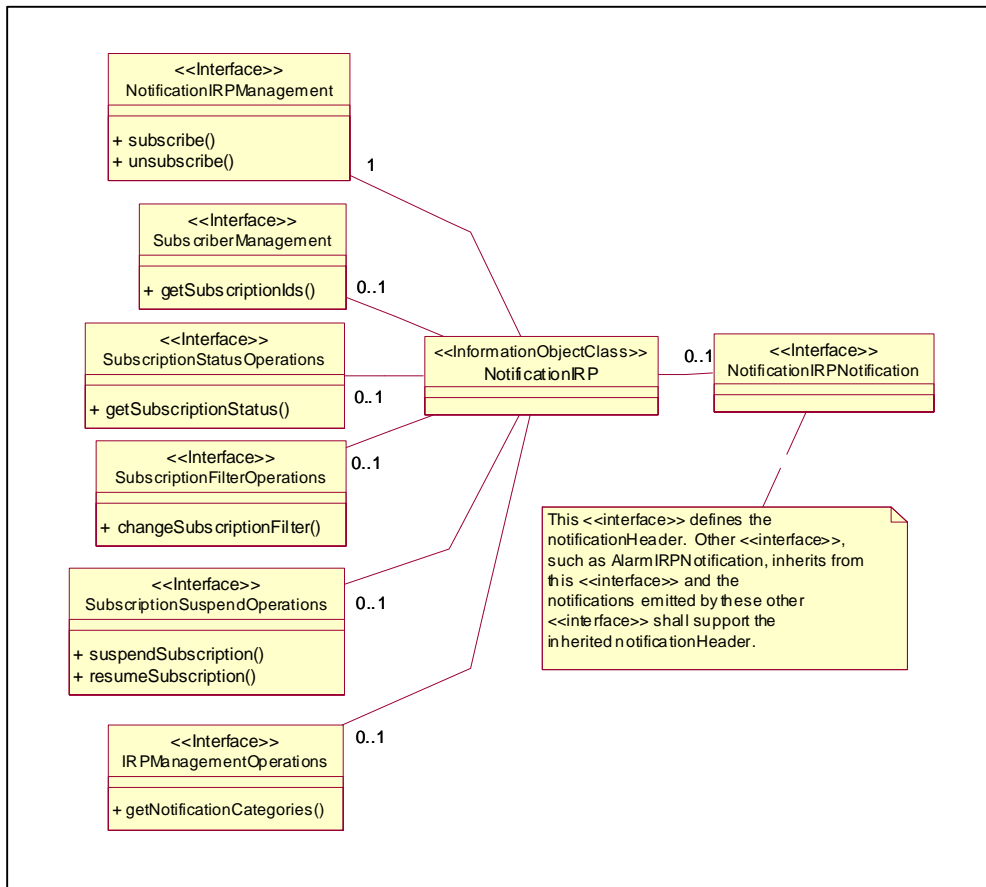 <<Interface>>
NotificationIRPManagement
+ subscribe()
+ unsubscribe()
1
<<Interface>>
SubscriberManagement
+ getSubscriptionIds()
0..1
<<Interface>>
SubscriptionStatusOperations
+ getSubscriptionStatus()
0..1
<<InformationObjectClass>>
NotificationIRP
0..1
<<Interface>>
NotificationIRPNotification
<<Interface>>
SubscriptionFilterOperations
+ changeSubscriptionFilter()
0..1
This <<interface>> defines the
notificationHeader. Other <<interface>>,
such as AlarmIRPNotification, inherits from
this <<interface>> and the
notifications emitted by these other
<<interface>> shall support the
inherited notificationHeader.
<<Interface>>
SubscriptionSuspendOperations
+ suspendSubscription()
+ resumeSubscription()
0..1
<<Interface>>
IRPManagementOperations
+ getNotificationCategories()
0..1